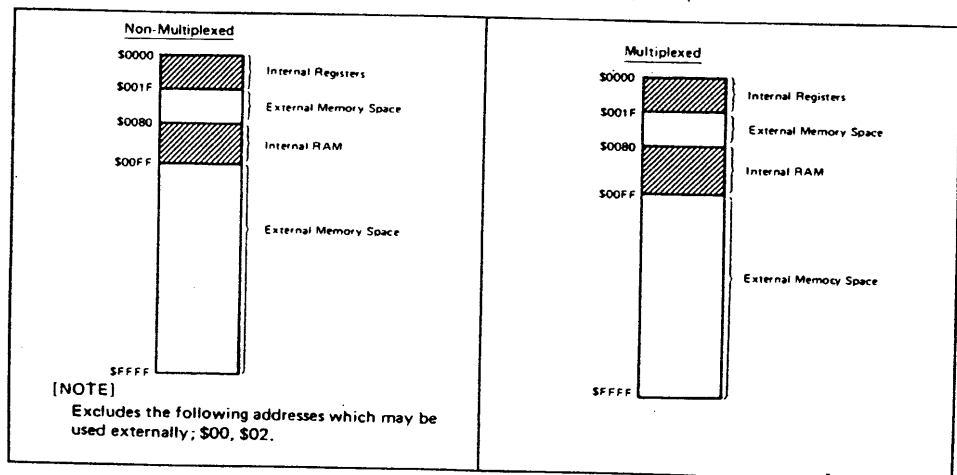 Non-Multiplexed
$0000
Internal Registers
$001F
External Memory Space
$0080
Internal RAM
$00FF
External Memory Space
$FFFF
[NOTE]
Excludes the following addresses which may be
used externally; $00, $02.
Multiplexed
$0000
Internal Registers
$001F
External Memory Space
$0080
Internal RAM
$00FF
External Memory Space
$FFFF